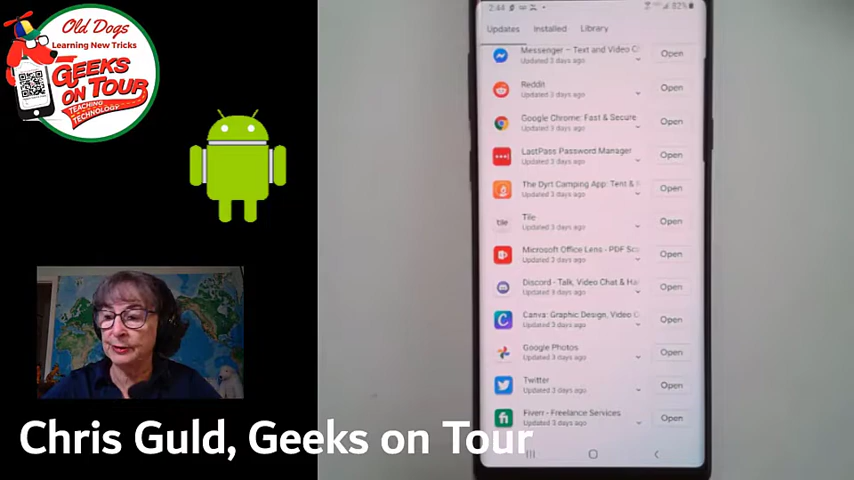 Old Dogs
Learning New Tricks
GEEKS
ON TOUR
TEACHING
TECHNOLOGY
Chris Guld, Geeks on Tour
2:44
82%
Updates Installed Library
Messenger – Text and Video C
Updated 3 days ago
Open
Reddit
Updated 3 days ago
Open
Google Chrome: Fast & Secure
Updated 3 days ago
Open
LastPass Password Manager
Updated 3 days ago
Open
The Dyrt Camping App: Tent &
Updated 3 days ago
Open
tile
Tile
Updated 3 days ago
Open
Microsoft Office Lens - PDF Sc
Updated 3 days ago
Open
Discord - Talk, Video Chat & Ha
Updated 3 days ago
Open
Canva: Graphic Design, Video C
Updated 3 days ago
Open
Google Photos
Updated 3 days ago
Open
Twitter
Updated 3 days ago
Open
fi
Fiverr - Freelance Services
Updated 3 days ago
Open